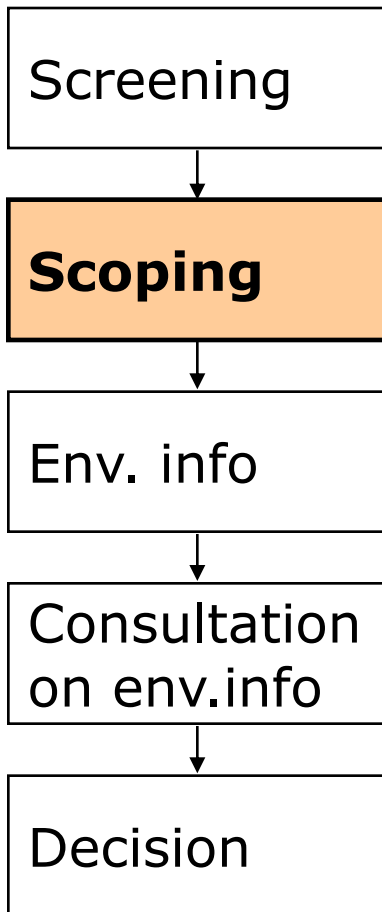 Screening
Scoping
Env. info
Consultation
on env.info
Decision